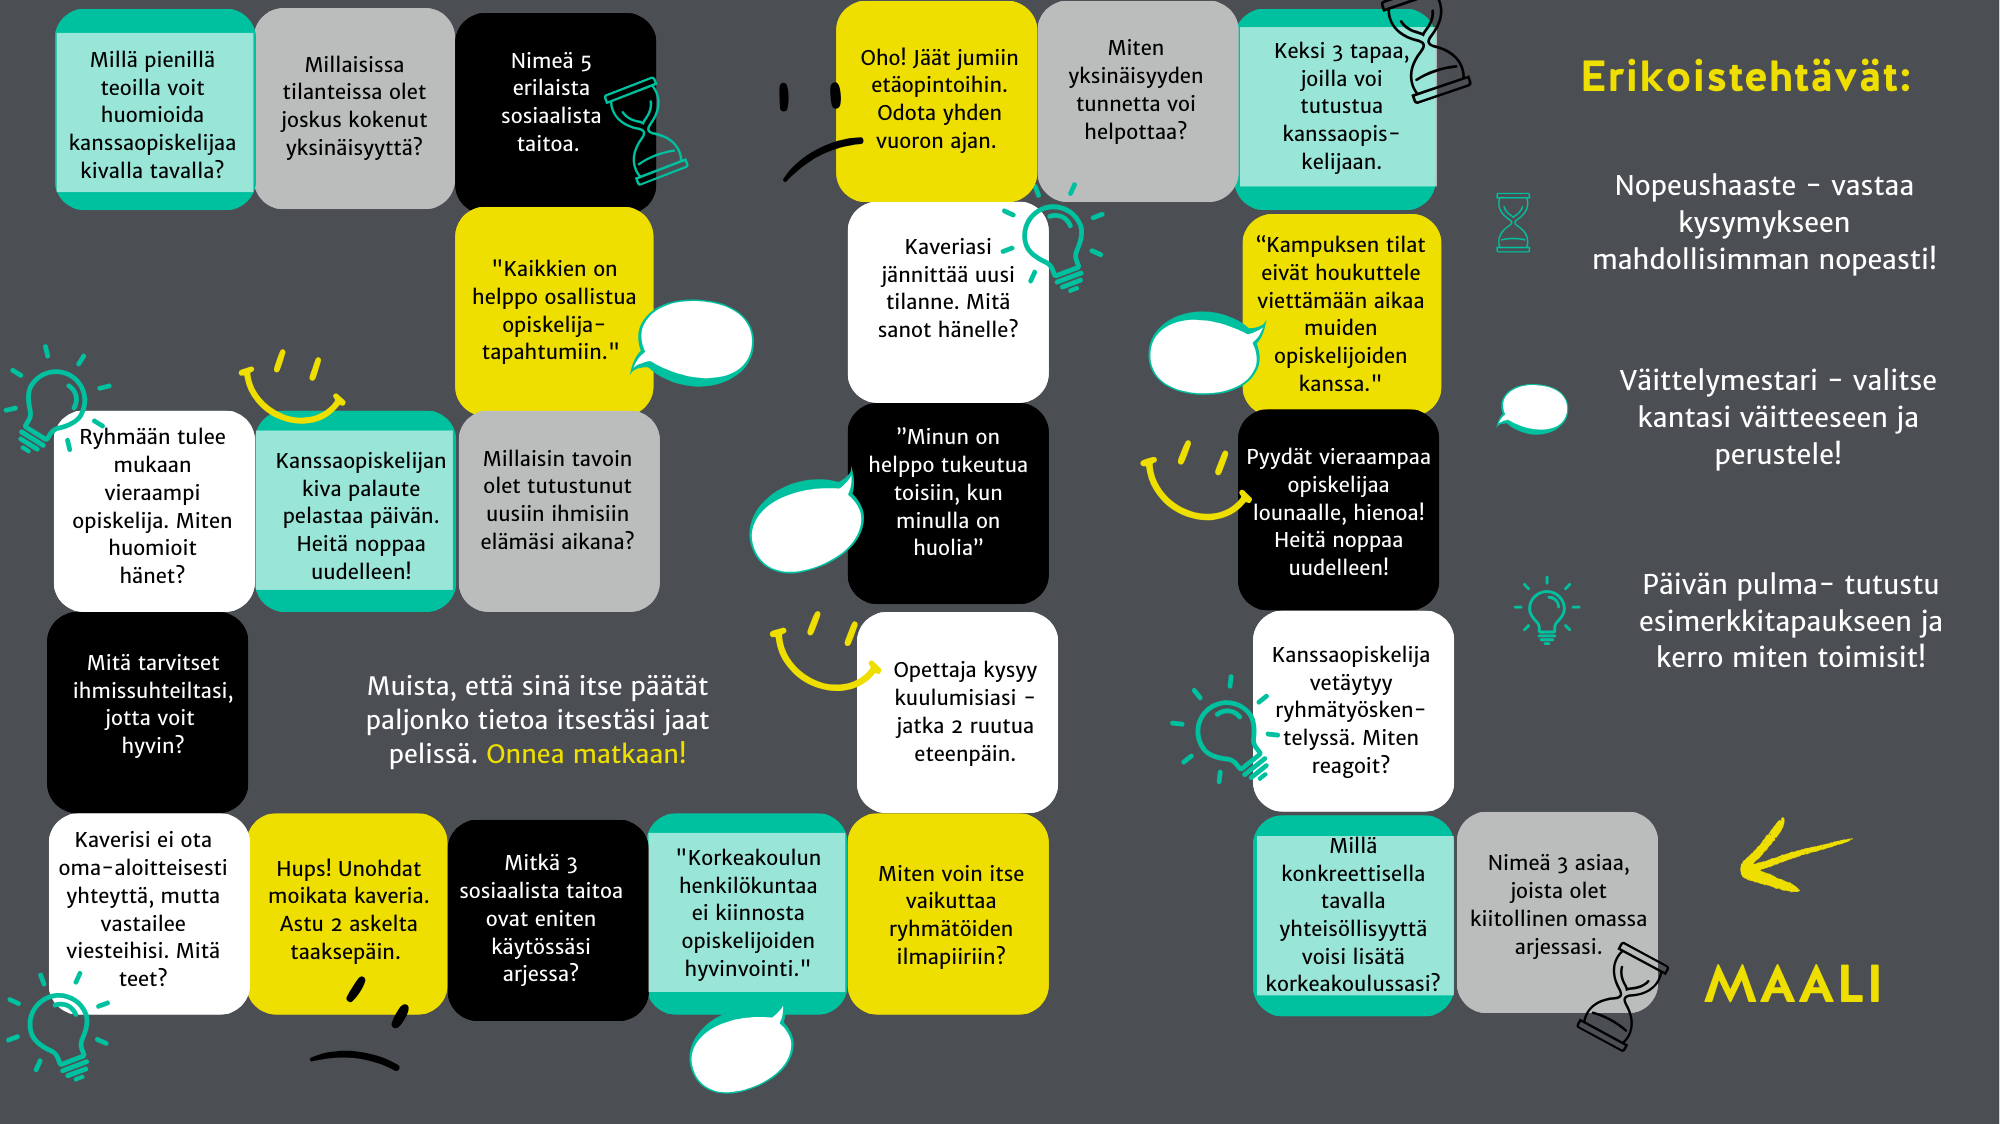 Millä pienillä
teoilla voit
huomioida
kanssaopiskelijaa
kivalla tavalla?
Millaisissa
tilanteissa olet
joskus kokenut
yksinäisyyttä?
Nimeä 5
erilaista
sosiaalista
taitoa.
"Kaikkien on
helppo osallistua
opiskelija-
tapahtumiin."
Millaisin tavoin
olet tutustunut
uusiin ihmisiin
elämäsi aikana?
Kanssaopiskelijan
kiva palaute
pelastaa päivän.
Heitä noppaa
uudelleen!
Ryhmään tulee
mukaan
vieraampi
opiskelija. Miten
huomioit
hänet?
Mitä tarvitset
ihmissuhteiltasi,
jotta voit
hyvin?
Kaverisi ei ota
oma-aloitteisesti
yhteyttä, mutta
vastailee
viesteihisi. Mitä
teet?
Hups! Unohdat
moikata kaveria.
Astu 2 askelta
taaksepäin.
Mitkä 3
sosiaalista taitoa
ovat eniten
käytössäsi
arjessa?
"Korkeakoulun
henkilökuntaa
ei kiinnosta
opiskelijoiden
hyvinvointi."
Miten voin itse
vaikuttaa
ryhmätöiden
ilmapiiriin?
Opettaja kysyy
kuulumisiasi -
jatka 2 ruutua
eteenpäin.
”Minun on
helppo tukeutua
toisiin, kun
minulla on
huolia”
Kaveriasi
jännittää uusi
tilanne. Mitä
sanot hänelle?
Oho! Jäät jumiin
etäopintoihin.
Odota yhden
vuoron ajan.
Miten
yksinäisyyden
tunnetta voi
helpottaa?
Keksi 3 tapaa,
joilla voi
tutustua
kanssaopis-
kelijaan.
“Kampuksen tilat
eivät houkuttele
viettämään aikaa
muiden
opiskelijoiden
kanssa."
Pyydät vieraampaa
opiskelijaa
lounaalle, hienoa!
Heitä noppaa
uudelleen!
Kanssaopiskelija
vetäytyy
ryhmätyösken-
telyssä. Miten
reagoit?
Millä
konkreettisella
tavalla
yhteisöllisyyttä
voisi lisätä
korkeakoulussasi?
Nimeä 3 asiaa,
joista olet
kiitollinen omassa
arjessasi.
MAALI
Muista, että sinä itse päätät
paljonko tietoa itsestäsi jaat
pelissä. Onnea matkaan!
Erikoistehtävät:
Nopeushaaste - vastaa
kysymykseen
mahdollisimman nopeasti!
Väittelymestari - valitse
kantasi väitteeseen ja
perustele!
Päivän pulma- tutustu
esimerkkitapaukseen ja
kerro miten toimisit!